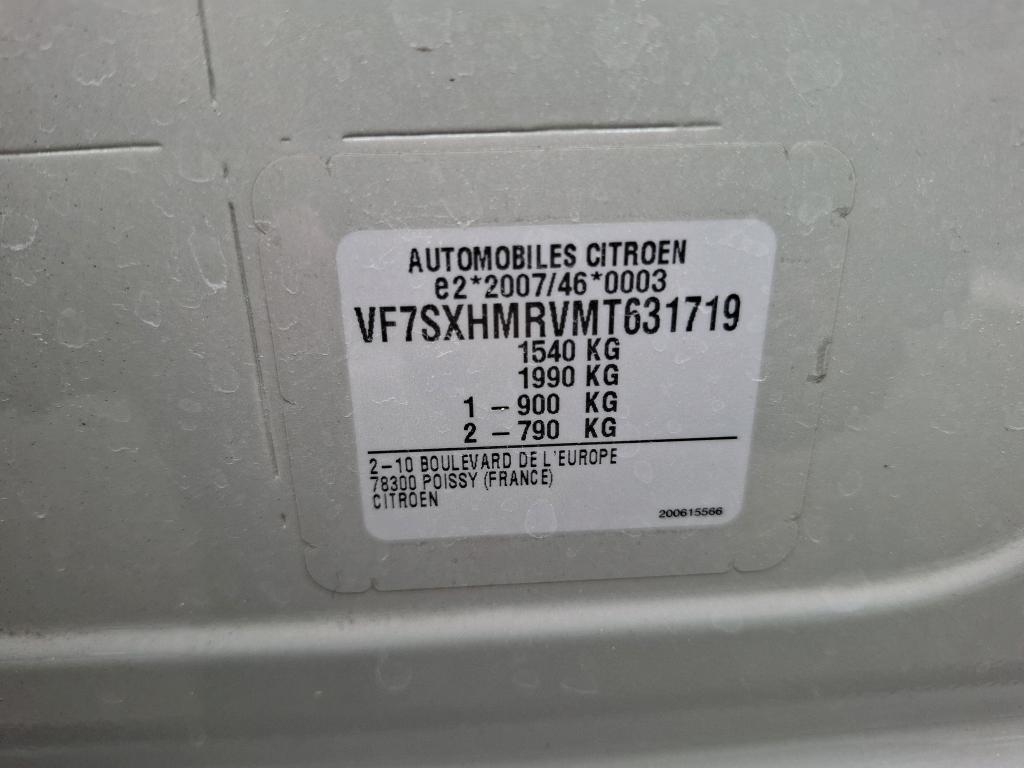 AUTOMOBILES CITROEN
e2*2007/46*0003
VF7SXHMRVMT631719
1540 KG
1990 KG
1 - 900 KG
2 - 790 KG
2-10 BOULEVARD DE L'EUROPE
78300 POISSY (FRANCE)
CITROEN
200615566